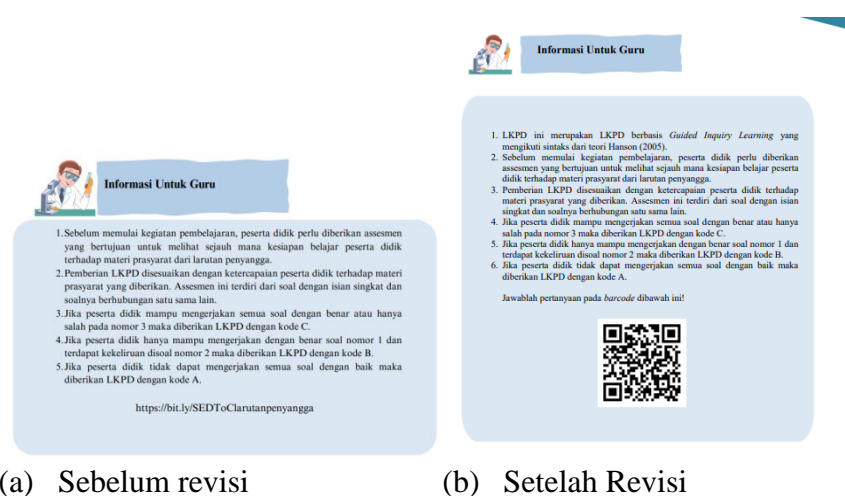 Informasi Untuk Guru
1.Sebelum memulai kegiatan pembelajaran, peserta didik perlu diberikan assesmen
yang bertujuan untuk melihat sejauh mana kesiapan belajar peserta didik
terhadap materi prasyarat dari larutan penyangga.
2.Pemberian LKPD disesuaikan dengan ketercapaian peserta didik terhadap materi
prasyarat yang diberikan. Assesmen ini terdiri dari soal dengan isian singkat dan
soalnya berhubungan satu sama lain.
3.Jika peserta didik mampu mengerjakan semua soal dengan benar atau hanya
salah pada nomor 3 maka diberikan LKPD dengan kode C.
4.Jika peserta didik hanya mampu mengerjakan dengan benar soal nomor 1 dan
terdapat kekeliruan disoal nomor 2 maka diberikan LKPD dengan kode B.
5.Jika peserta didik tidak dapat mengerjakan semua soal dengan baik maka
diberikan LKPD dengan kode A.
https://bit.ly/SEDToClarutanpenyangga
(a) Sebelum revisi
Informasi Untuk Guru
1. LKPD ini merupakan LKPD berbasis Guided Inquiry Learning yang
mengikuti sintaks dari teori Hanson (2005).
2. Sebelum memulai kegiatan pembelajaran, peserta didik perlu diberikan
assesmen yang bertujuan untuk melihat sejauh mana kesiapan belajar peserta
didik terhadap materi prasyarat dari larutan penyangga.
3. Pemberian LKPD disesuaikan dengan ketercapaian peserta didik terhadap
materi prasyarat yang diberikan. Assesmen ini terdiri dari soal dengan isian
singkat dan soalnya berhubungan satu sama lain.
4. Jika peserta didik mampu mengerjakan semua soal dengan benar atau hanya
salah pada nomor 3 maka diberikan LKPD dengan kode C.
5. Jika peserta didik hanya mampu mengerjakan dengan benar soal nomor 1 dan
terdapat kekeliruan disoal nomor 2 maka diberikan LKPD dengan kode B.
6. Jika peserta didik tidak dapat mengerjakan semua soal dengan baik maka
diberikan LKPD dengan kode A.
Jawablah pertanyaan pada barcode dibawah ini!
(b) Setelah Revisi